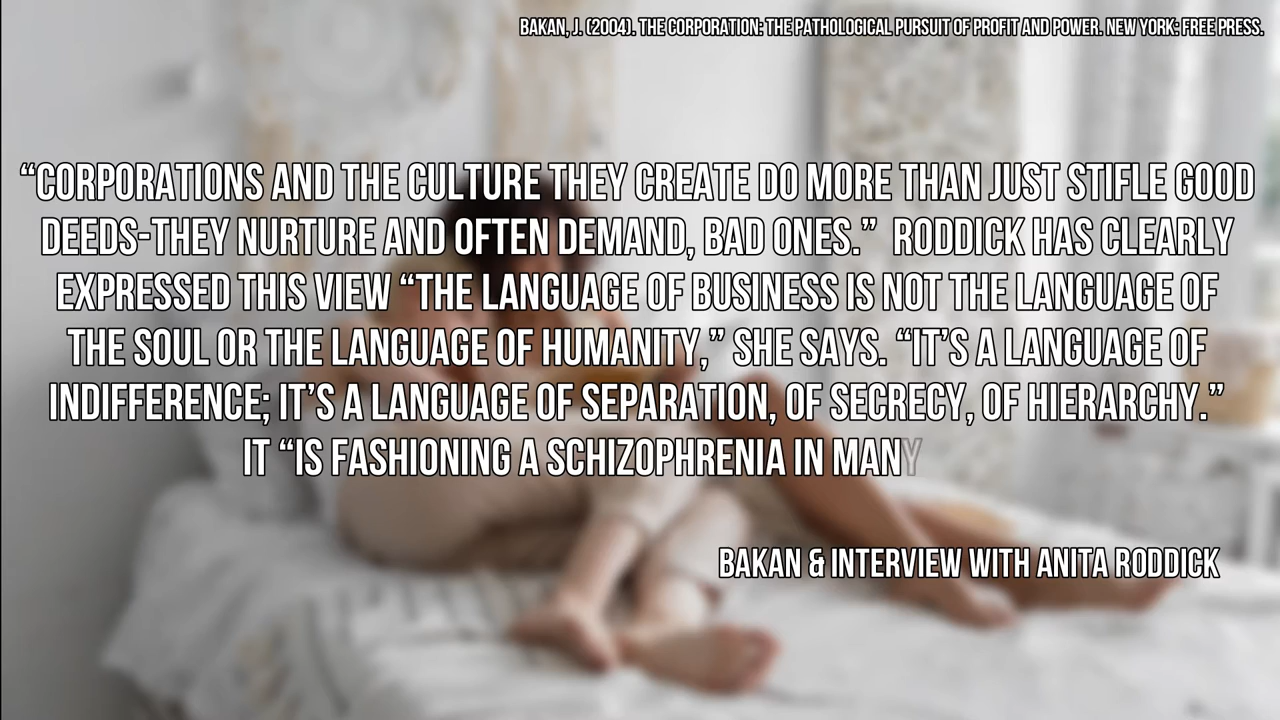 BAKAN, J. (2004). THE CORPORATION: THE PATHOLOGICAL PURSUIT OF PROFIT AND POWER. NEW YORK: FREE PRESS.
“CORPORATIONS AND THE CULTURE THEY CREATE DO MORE THAN JUST STIFLE GOOD
DEEDS-THEY NURTURE AND OFTEN DEMAND, BAD ONES.” RODDICK HAS CLEARLY
EXPRESSED THIS VIEW “THE LANGUAGE OF BUSINESS IS NOT THE LANGUAGE OF
THE SOUL OR THE LANGUAGE OF HUMANITY,” SHE SAYS. “IT’S A LANGUAGE OF
INDIFFERENCE; IT’S A LANGUAGE OF SEPARATION, OF SECRECY, OF HIERARCHY.”
IT “IS FASHIONING A SCHIZOPHRENIA IN MANY
BAKAN & INTERVIEW WITH ANITA RODDICK